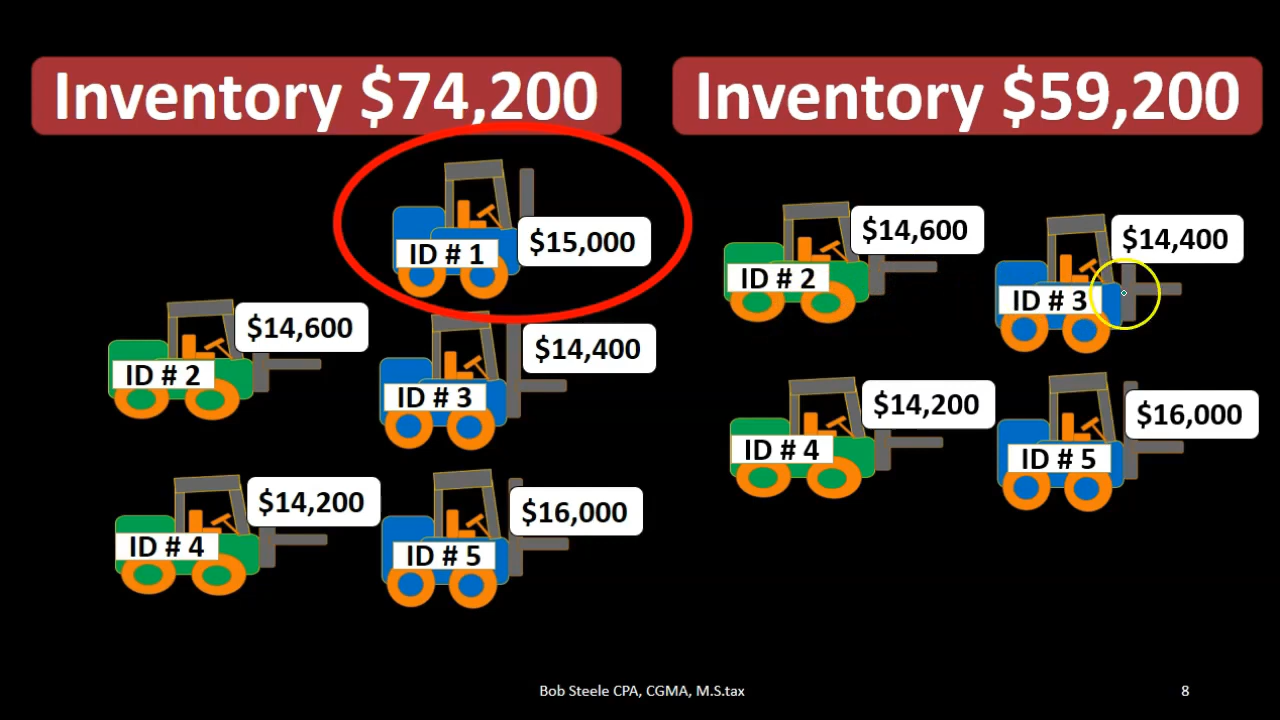 Inventory $74,200
ID # 1
$15,000
ID # 2
$14,600
ID # 3
$14,400
ID # 4
$14,200
ID # 5
$16,000
Inventory $59,200
ID # 2
$14,600
ID # 3
$14,400
ID # 4
$14,200
ID # 5
$16,000
Bob Steele CPA, CGMA, M.S.tax
8